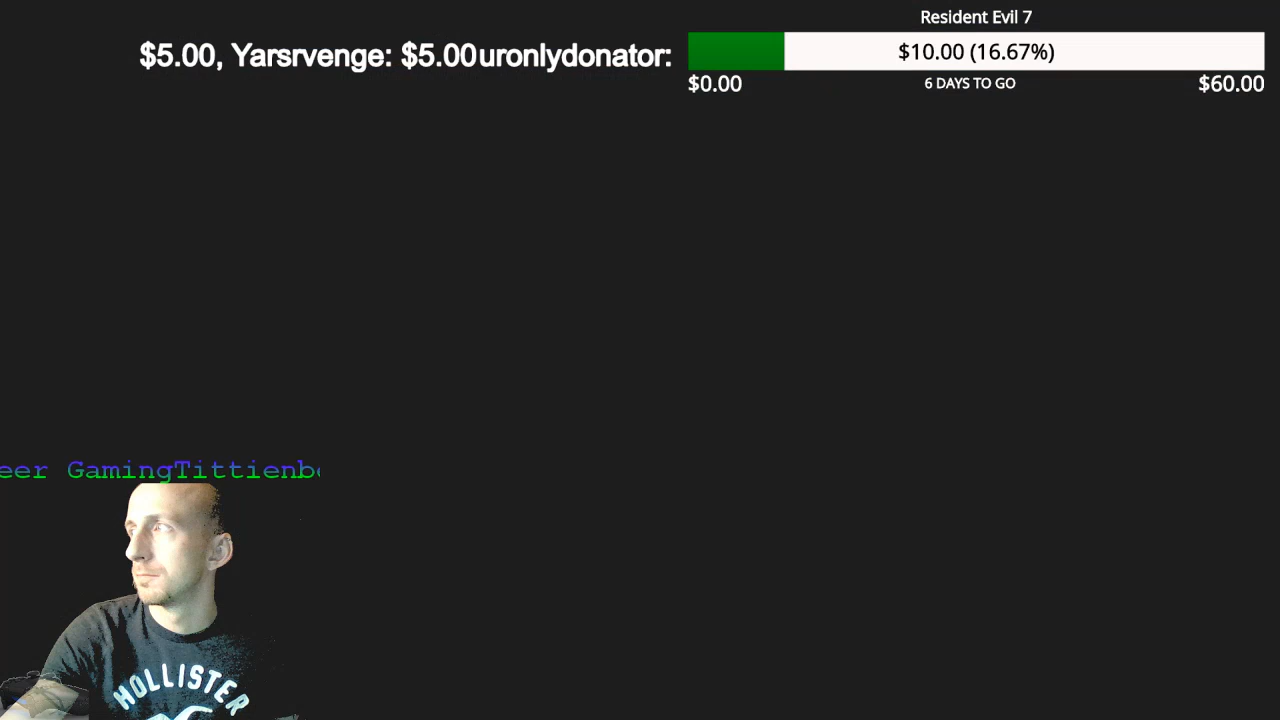 Resident Evil 7
$5.00, Yarsrvenge: $5.00uronlydonator:
$10.00 (16.67%)
$0.00
6 DAYS TO GO
$60.00
eer GamingTittienb
HOLLISTER